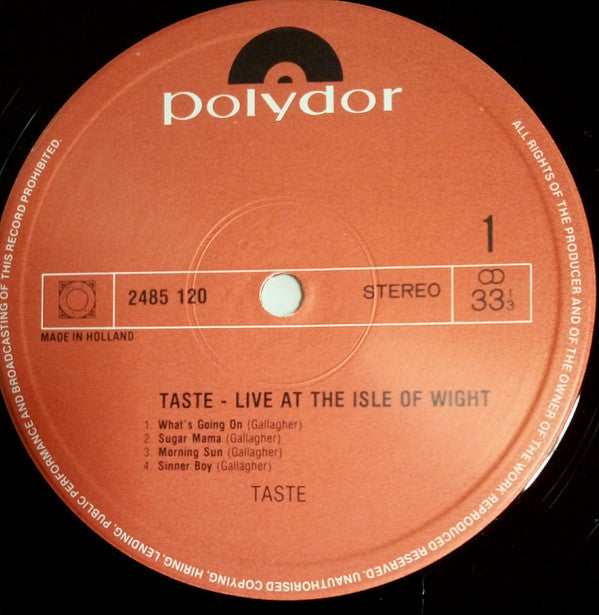 polydor
1
2485 120
STEREO
33 1/3
MADE IN HOLLAND
TASTE - LIVE AT THE ISLE OF WIGHT
1. What's Going On (Gallagher)
2. Sugar Mama (Gallagher)
3. Morning Sun (Gallagher)
4. Sinner Boy (Gallagher)
TASTE
ALL RIGHTS OF THE PRODUCER AND OF THE OWNER OF THE WORK REPRODUCED RESERVED. UNAUTHORISED COPYING, HIRING, LENDING, PUBLIC PERFORMANCE AND BROADCASTING OF THIS RECORD PROHIBITED.